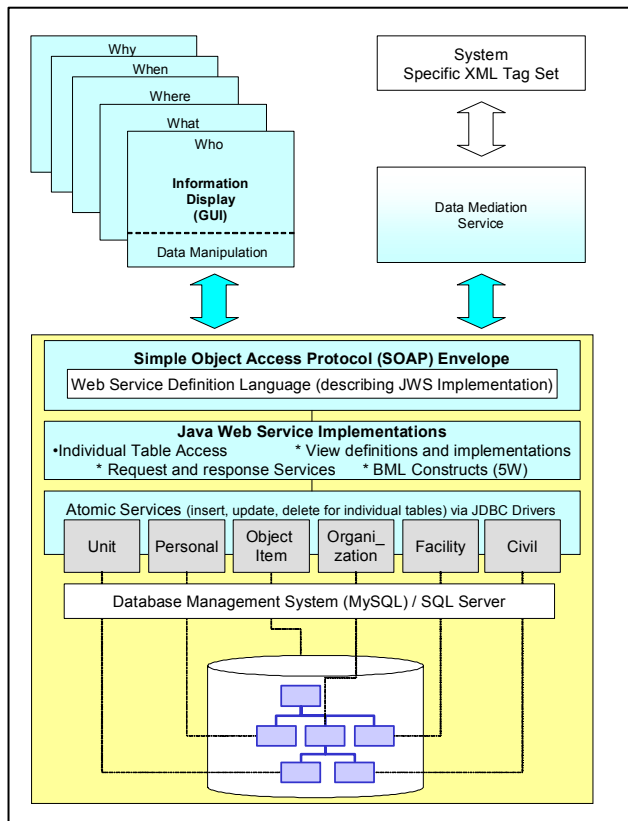 Why
When
Where
What
Who
Information
Display
(GUI)
Data Manipulation
System
Specific XML Tag Set
Data Mediation
Service
Simple Object Access Protocol (SOAP) Envelope
Web Service Definition Language (describing JWS Implementation)
Java Web Service Implementations
•Individual Table Access * View definitions and implementations
* Request and response Services * BML Constructs (5W)
Atomic Services (insert, update, delete for individual tables) via JDBC Drivers
Unit
Personal
Object
Item
Organi_
zation
Facility
Civil
Database Management System (MySQL) / SQL Server